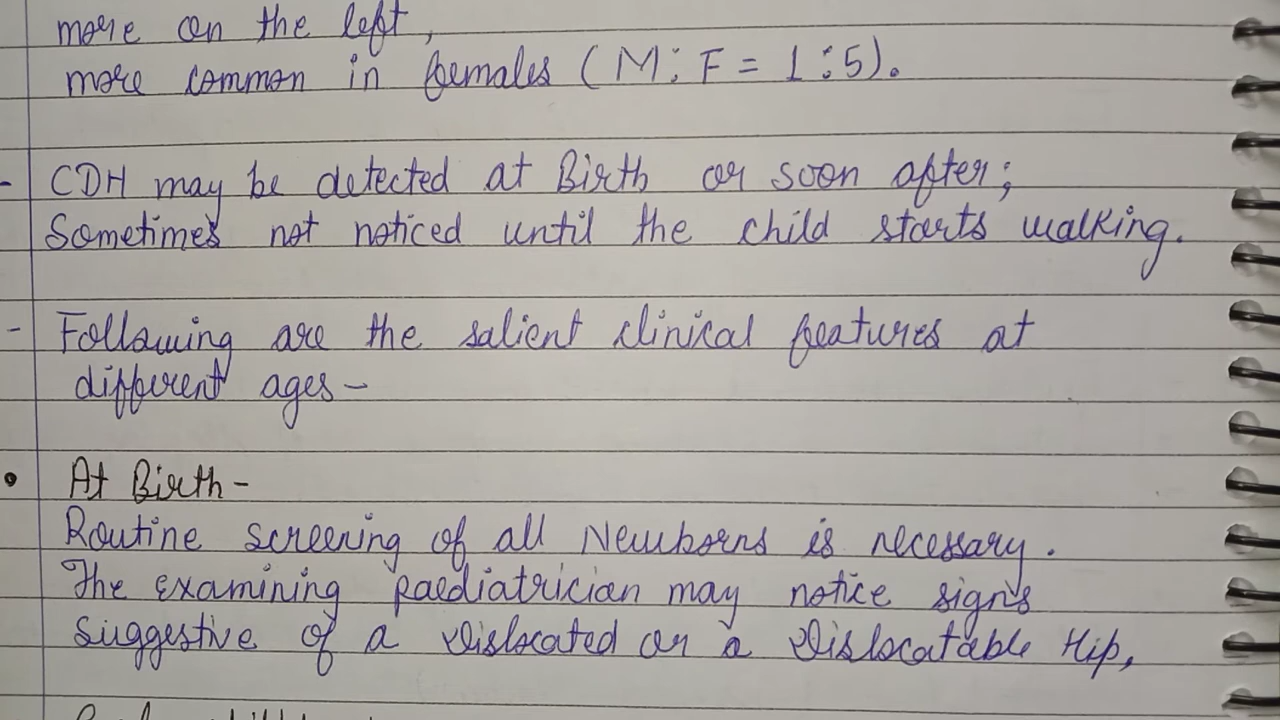 more on the left,
more common in females (M:F = 1:5).
- CDH may be detected at Birth or soon after;
Sometimes not noticed until the child starts walking.
- Following are the salient clinical features at
different ages -
• At Birth -
Routine screening of all Newborns is necessary.
The examining paediatrician may notice signs
suggestive of a dislocated or a dislocatable Hip,